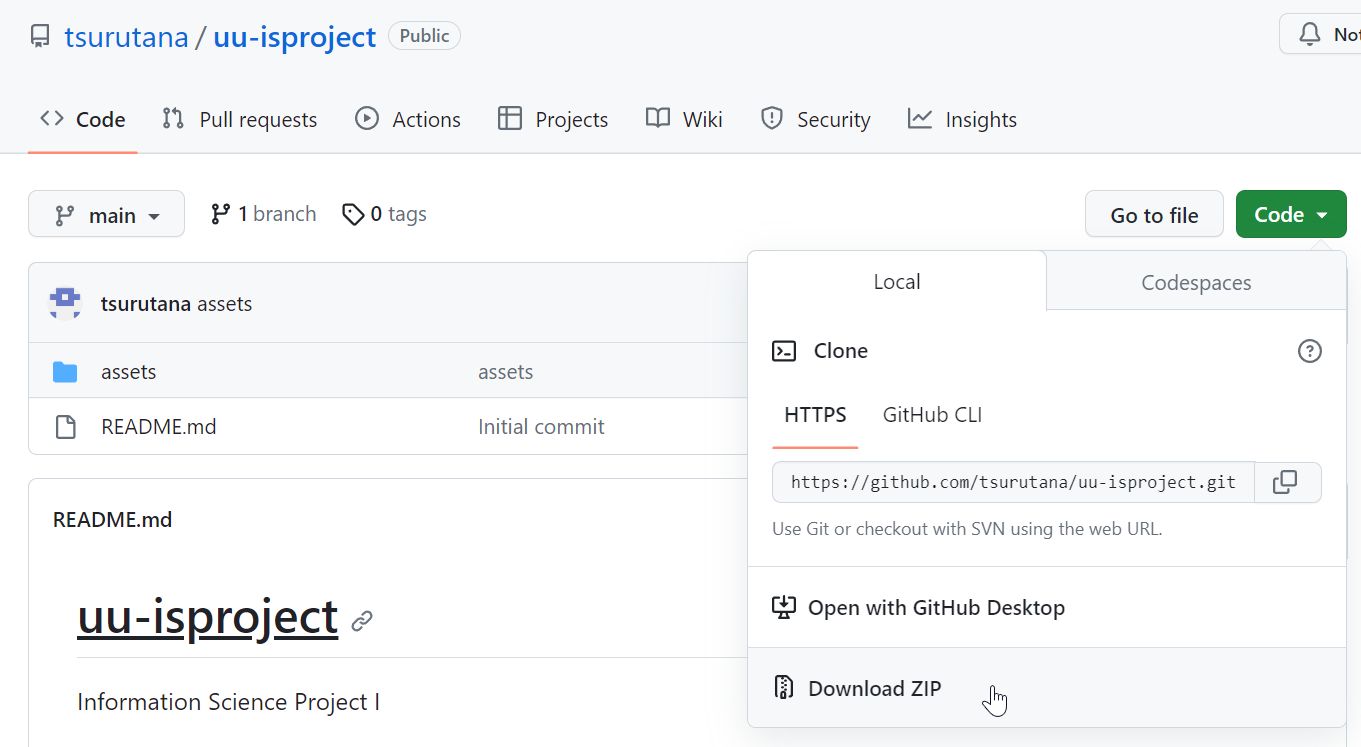 tsurutana / uu-isproject Public
Not
Code Pull requests Actions Projects Wiki Security Insights
main 1 branch 0 tags Go to file Code
tsurutana assets
assets assets
README.md Initial commit
README.md
uu-isproject
Information Science Project I
Local Codespaces
Clone
HTTPS GitHub CLI
https://github.com/tsurutana/uu-isproject.git
Use Git or checkout with SVN using the web URL.
Open with GitHub Desktop
Download ZIP